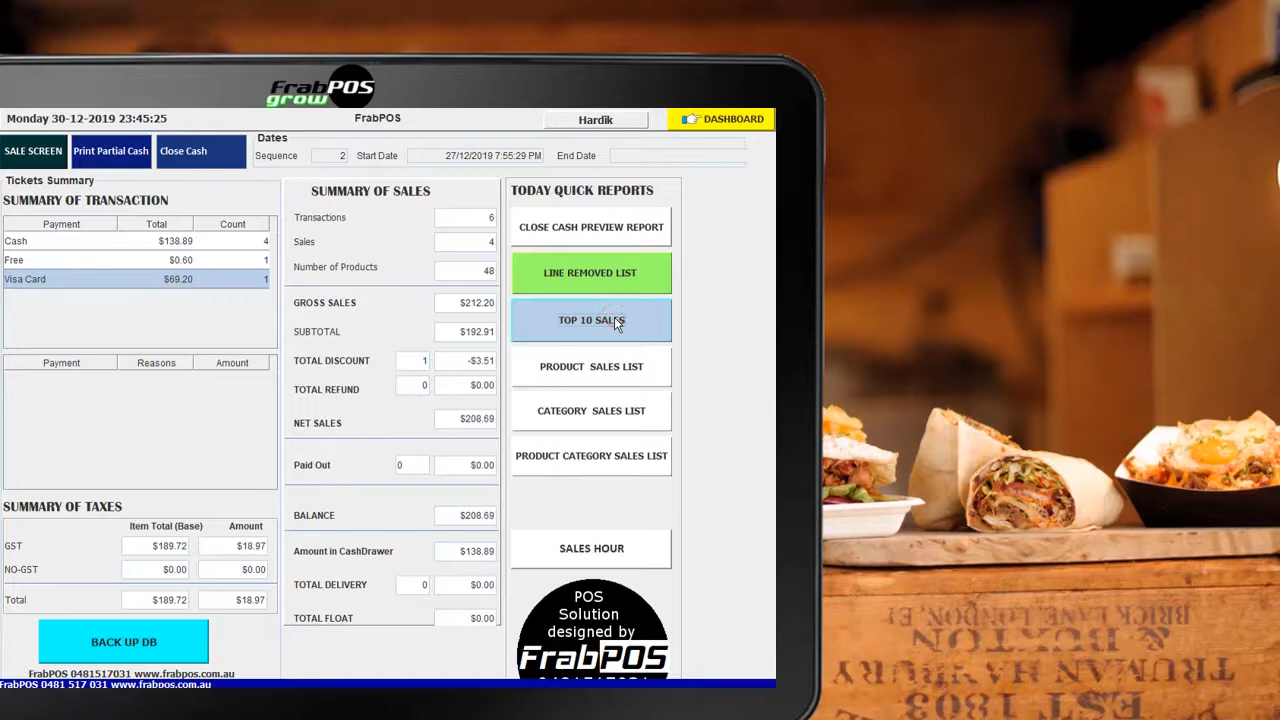 FrabPOS
grow
Monday 30-12-2019 23:45:25
FrabPOS
Hardik
DASHBOARD
SALE SCREEN
Print Partial Cash
Close Cash
Dates
Sequence 2 Start Date 27/12/2019 7:55:29 PM End Date
Tickets Summary
SUMMARY OF TRANSACTION
Payment Total Count
Cash $138.89 4
Free $0.60 1
Visa Card $69.20 1
Payment Reasons Amount
SUMMARY OF TAXES
Item Total (Base) Amount
GST $189.72 $18.97
NO-GST $0.00 $0.00
Total $189.72 $18.97
BACK UP DB
FrabPOS 0481517031 www.frabpos.com.au
FrabPOS 0481 517 031 www.frabpos.com.au
SUMMARY OF SALES
Transactions 6
Sales 4
Number of Products 48
GROSS SALES $212.20
SUBTOTAL $192.91
TOTAL DISCOUNT 1 -$3.51
TOTAL REFUND 0 $0.00
NET SALES $208.69
Paid Out 0 $0.00
BALANCE $208.69
Amount in CashDrawer $138.89
TOTAL DELIVERY 0 $0.00
TOTAL FLOAT $0.00
TODAY QUICK REPORTS
CLOSE CASH PREVIEW REPORT
LINE REMOVED LIST
TOP 10 SALES
PRODUCT SALES LIST
CATEGORY SALES LIST
PRODUCT CATEGORY SALES LIST
SALES HOUR
POS
Solution
designed by
FrabPOS
BRICK LANE, LONDON, E1
& BUXTON
TRUMAN HANBURY
EST 1803